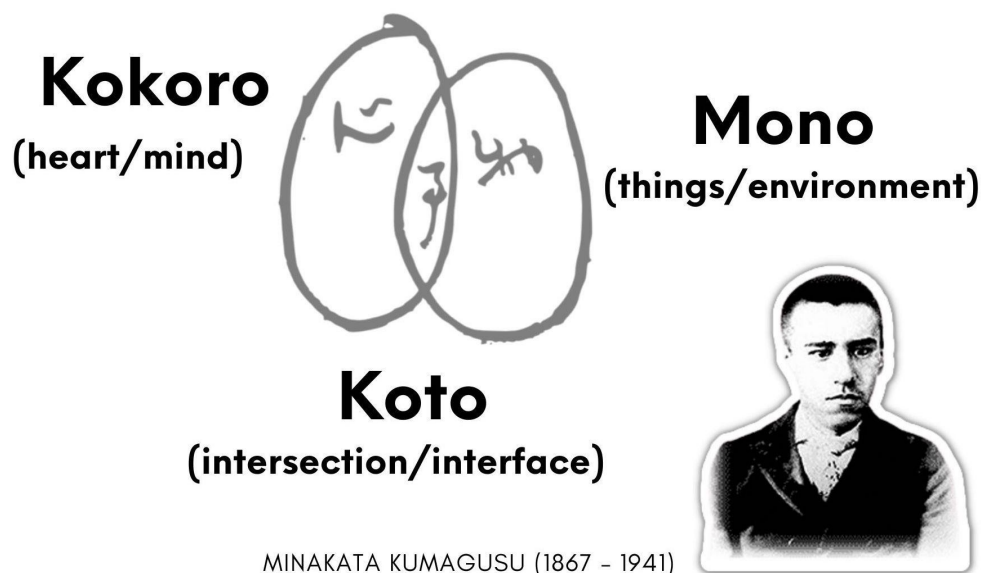 Kokoro
(heart/mind)
心
事
物
Mono
(things/environment)
Koto
(intersection/interface)
MINAKATA KUMAGUSU (1867 - 1941)